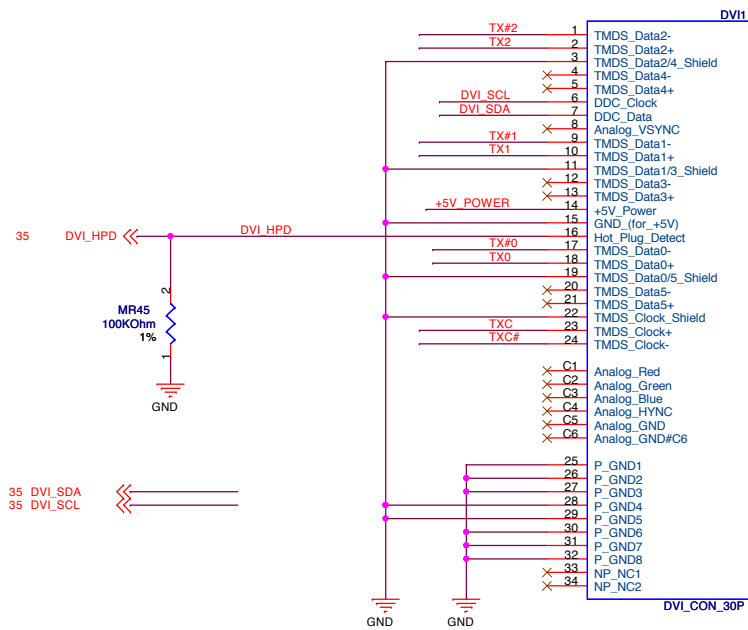 DVI1
TX#2 1 TMDS_Data2-
TX2 2 TMDS_Data2+
3 TMDS_Data2/4_Shield
4 TMDS_Data4-
5 TMDS_Data4+
DVI_SCL 6 DDC_Clock
DVI_SDA 7 DDC_Data
8 Analog_VSYNC
TX#1 9 TMDS_Data1-
TX1 10 TMDS_Data1+
11 TMDS_Data1/3_Shield
12 TMDS_Data3-
13 TMDS_Data3+
+5V_POWER 14 +5V_Power
15 GND_(for_+5V)
35 DVI_HPD DVI_HPD 16 Hot_Plug_Detect
TX#0 17 TMDS_Data0-
TX0 18 TMDS_Data0+
19 TMDS_Data0/5_Shield
20 TMDS_Data5-
21 TMDS_Data5+
22 TMDS_Clock_Shield
TXC 23 TMDS_Clock+
TXC# 24 TMDS_Clock-
2
MR45
100KOhm
1%
1
GND
C1 Analog_Red
C2 Analog_Green
C3 Analog_Blue
C4 Analog_HYNC
C5 Analog_GND
C6 Analog_GND#C6
25 P_GND1
26 P_GND2
27 P_GND3
28 P_GND4
29 P_GND5
30 P_GND6
31 P_GND7
32 P_GND8
33 NP_NC1
34 NP_NC2
35 DVI_SDA
35 DVI_SCL
DVI_CON_30P
GND GND